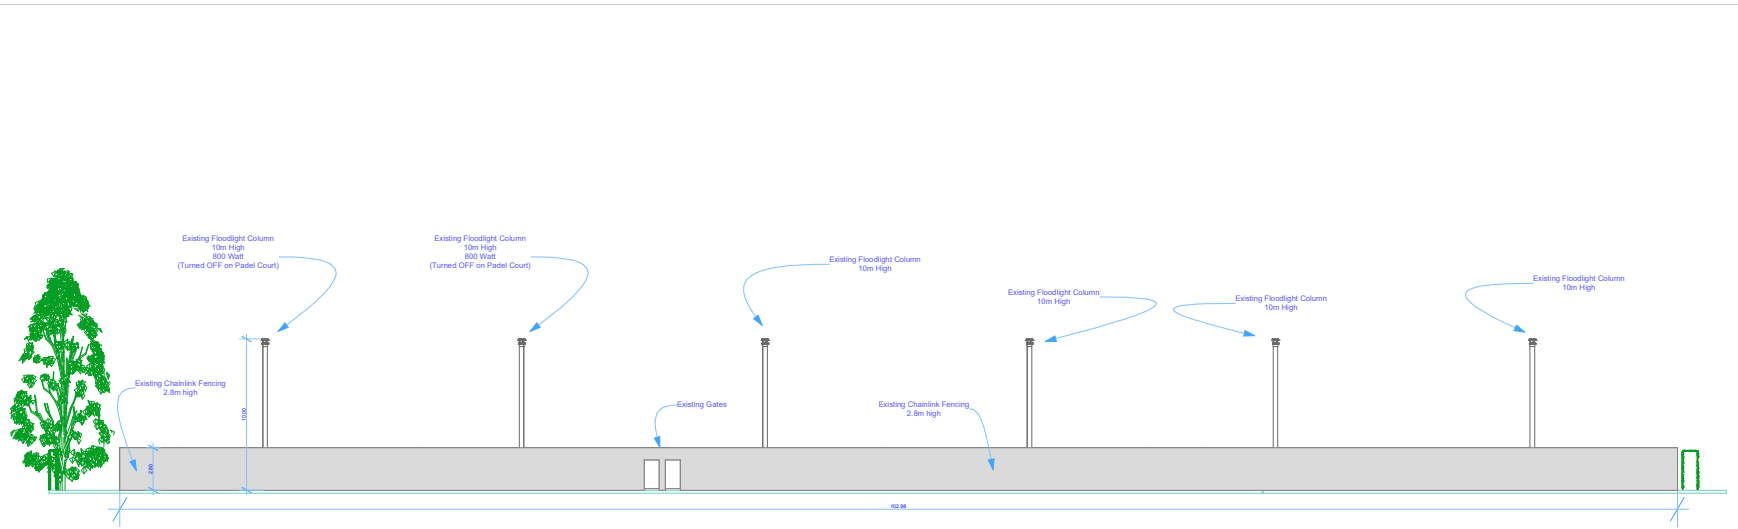 Existing Floodlight Column
10m High
800 Watt
(Turned OFF on Padel Court)
Existing Floodlight Column
10m High
800 Watt
(Turned OFF on Padel Court)
Existing Floodlight Column
10m High
Existing Floodlight Column
10m High
Existing Floodlight Column
10m High
Existing Floodlight Column
10m High
Existing Chainlink Fencing
2.8m high
10.00
Existing Gates
Existing Chainlink Fencing
2.8m high
2.80
102.98